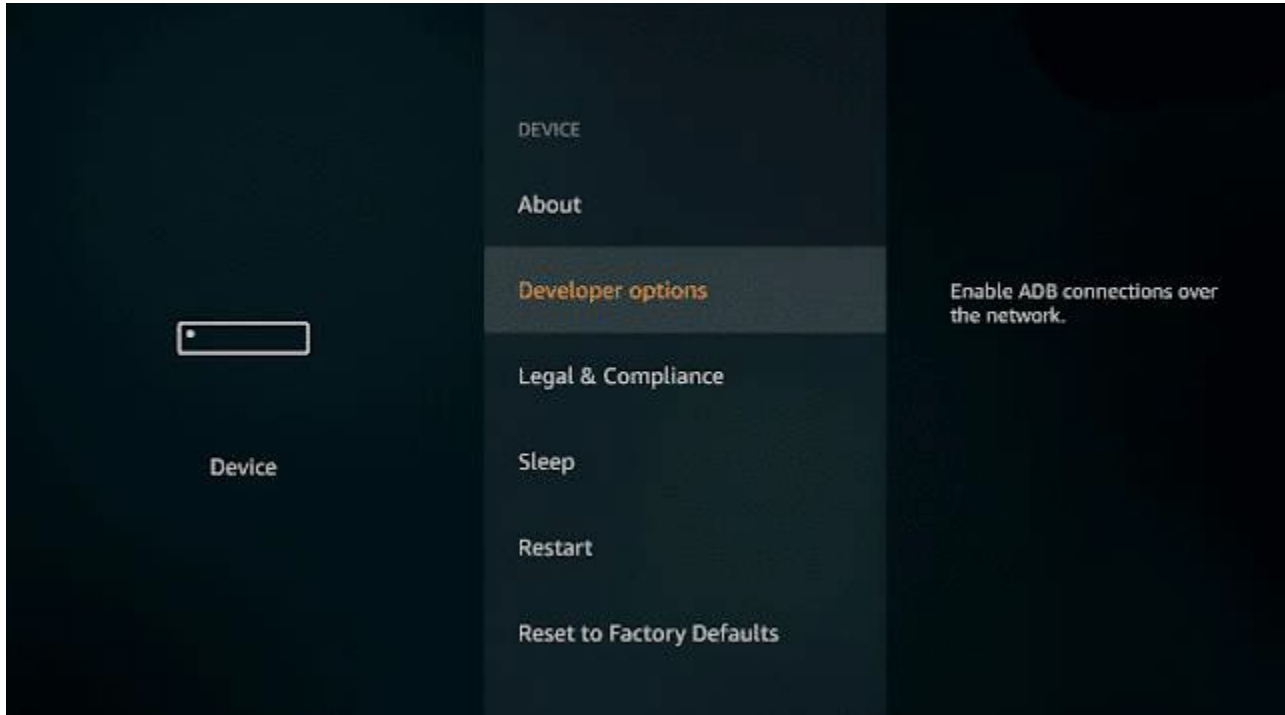 DEVICE
About
Developer options
Enable ADB connections over
the network.
Legal & Compliance
Device
Sleep
Restart
Reset to Factory Defaults